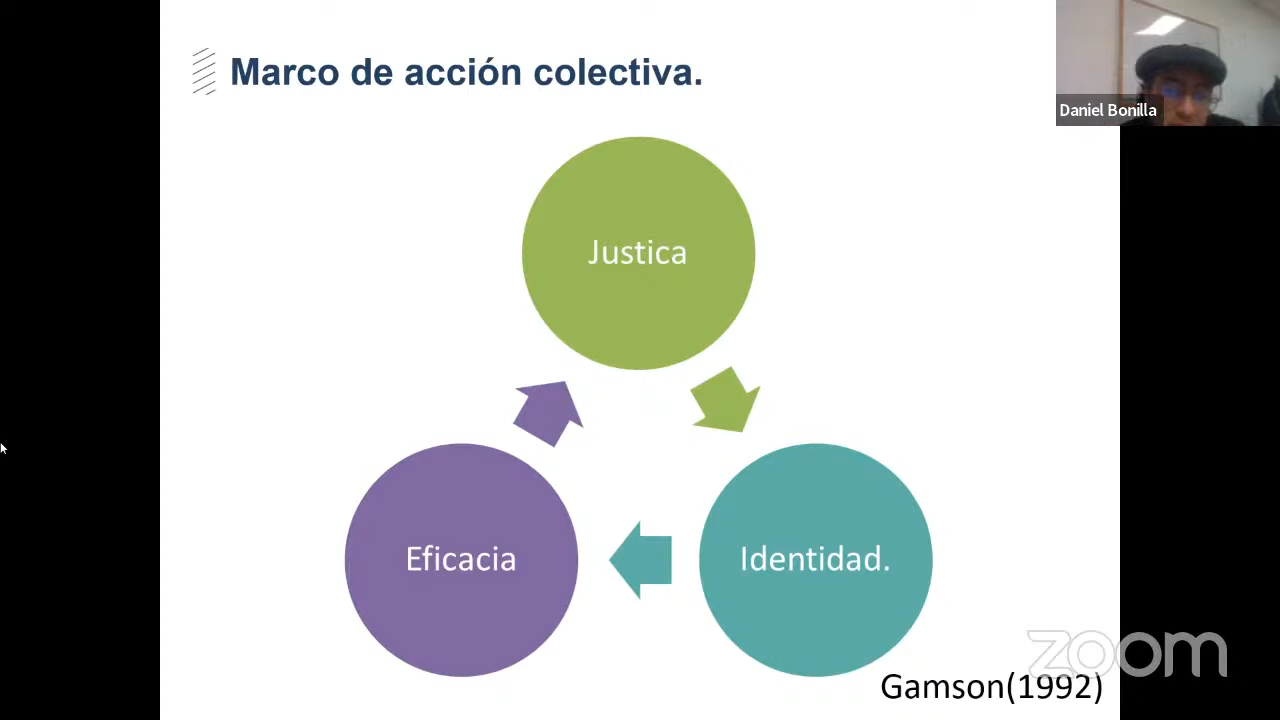 Marco de acción colectiva.
Daniel Bonilla
Justica
Eficacia
Identidad.
zoom
Gamson(1992)